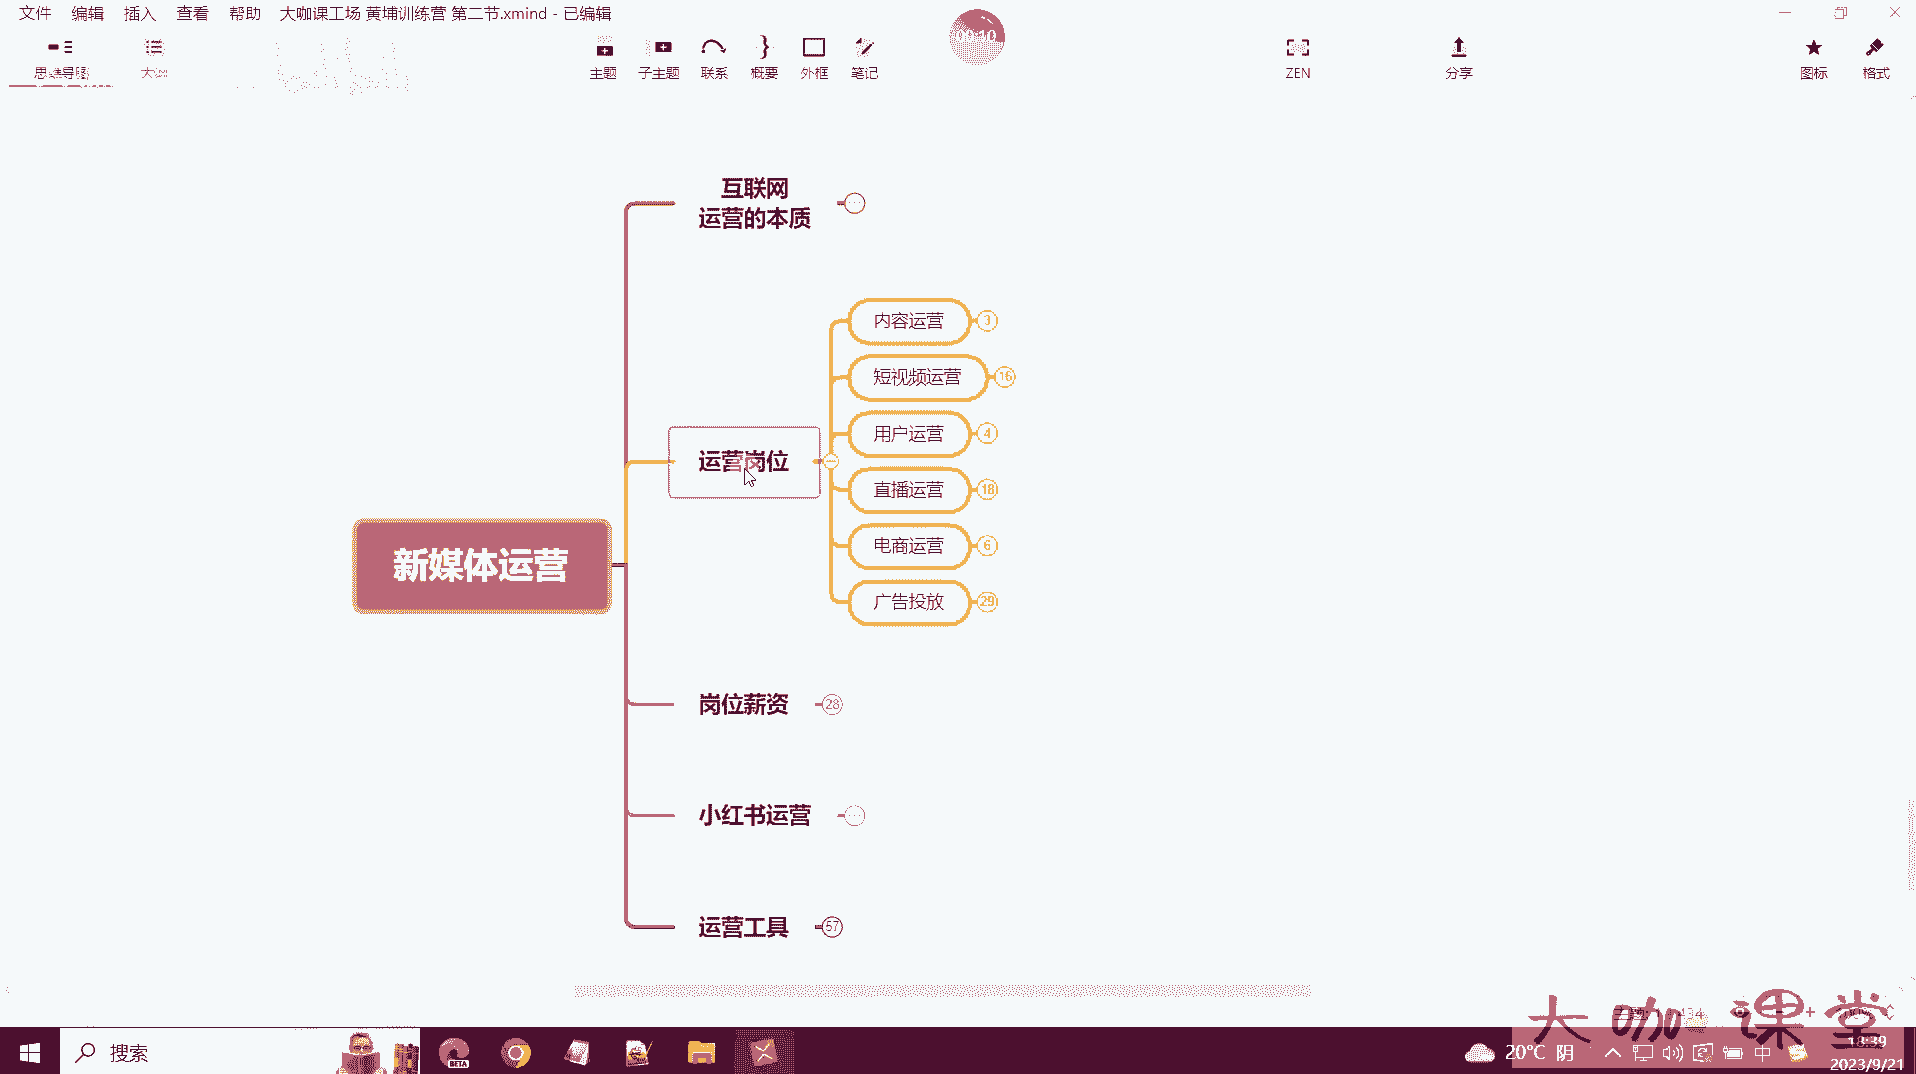 文件 编辑 插入 查看 帮助 大咖课工场 黄埔训练营 第二节.xmind - 已编辑
00:10
思维导图 大纲 主题 子主题 联系 概要 外框 笔记 ZEN 分享 图标 格式
互联网
运营的本质
内容运营 3
短视频运营 16
用户运营 4
运营岗位
直播运营 18
电商运营 6
广告投放 29
新媒体运营
岗位薪资 28
小红书运营
运营工具 57
大咖课堂
搜索
BETA
20°C 阴
中
18:39
2023/9/21